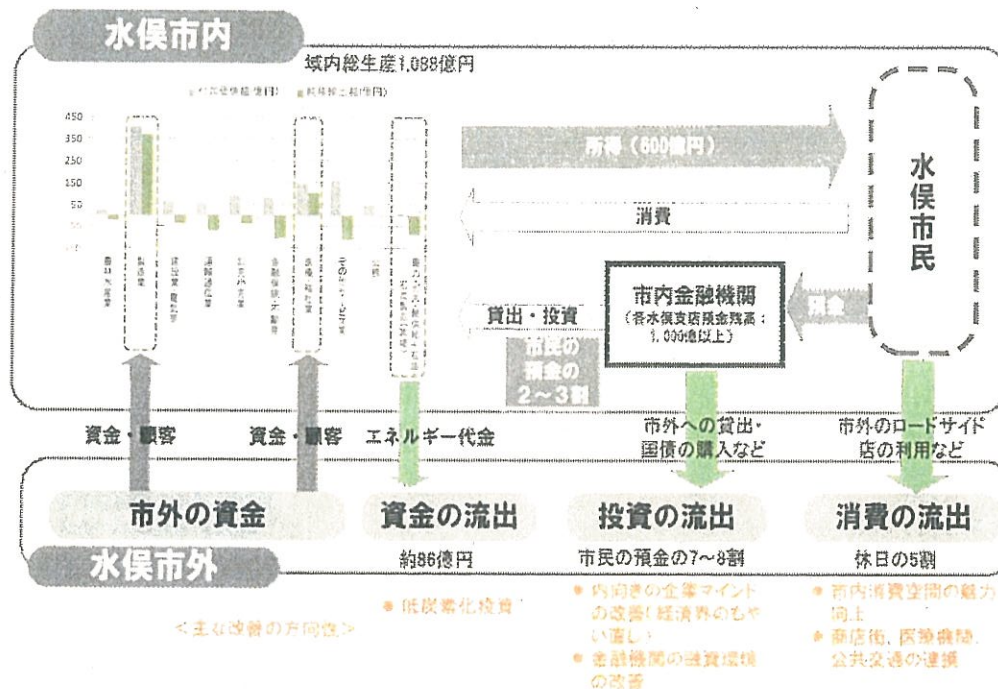 水俣市内
域内総生産1,088億円
450
350
250
150
50
製造業
医療・福祉業
所得（600億円）
消費
水俣市民
市内金融機関
（各水俣支店預金残高：
1,000億以上）
預金
貸出・投資
市民の
預金の
2～3割
資金・顧客
資金・顧客
エネルギー代金
市外への貸出・
国債の購入など
市外のロードサイド
店の利用など
市外の資金
資金の流出
投資の流出
消費の流出
水俣市外
約86億円
市民の預金の7～8割
休日の5割
＜主な改善の方向性＞
● 低炭素化投資
● 内向きの企業マインド
の改善（経済界のもや
い直し）
● 金融機関の融資環境
の改善
● 市内消費空間の魅力
向上
● 商店街、医療機関、
公共交通の連携